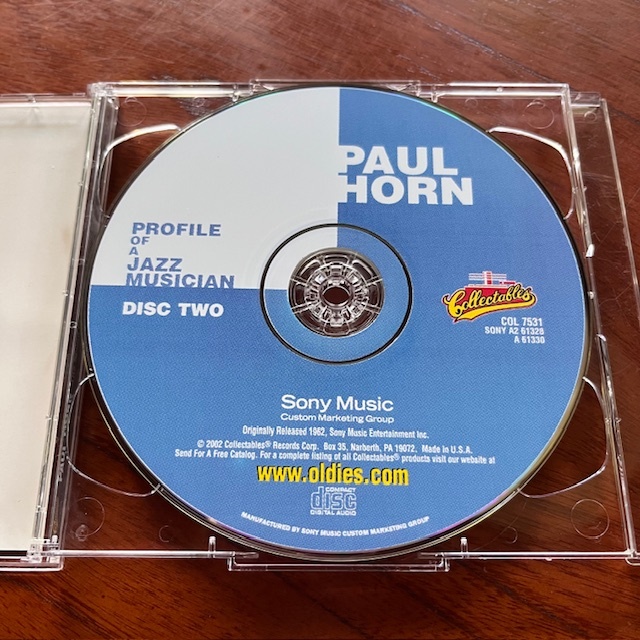 PAUL
HORN
PROFILE
OF
A
JAZZ
MUSICIAN
DISC TWO
Collectables®
COL 7531
SONY A2 61328
A 61330
Sony Music
Custom Marketing Group
Originally Released 1962, Sony Music Entertainment Inc.
© 2002 Collectables® Records Corp. Box 35, Narberth, PA 19072. Made in U.S.A.
Send For A Free Catalog. For a complete listing of all Collectables® products visit our website at
www.oldies.com
COMPACT
disc
DIGITAL AUDIO
MANUFACTURED BY SONY MUSIC CUSTOM MARKETING GROUP